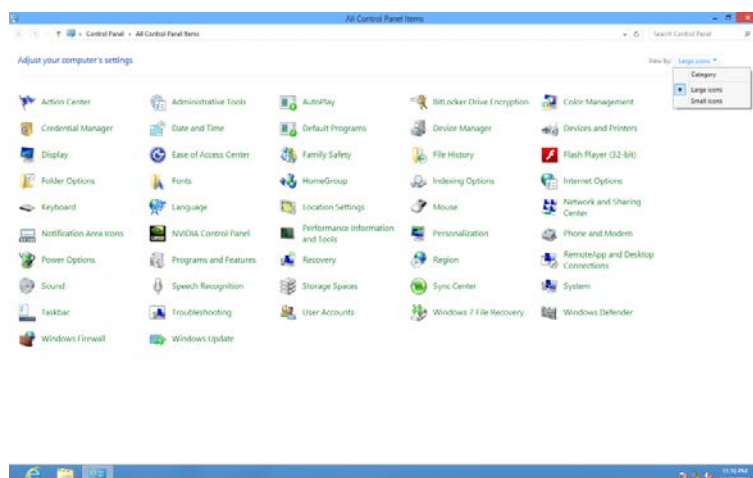 All Control Panel Items
Control Panel › All Control Panel Items
Search Control Panel
Adjust your computer's settings
View by: Large icons
Category
Large icons
Small icons
Action Center
Administrative Tools
AutoPlay
BitLocker Drive Encryption
Color Management
Credential Manager
Date and Time
Default Programs
Device Manager
Devices and Printers
Display
Ease of Access Center
Family Safety
File History
Flash Player (32-bit)
Folder Options
Fonts
HomeGroup
Indexing Options
Internet Options
Keyboard
Language
Location Settings
Mouse
Network and Sharing
Center
Notification Area Icons
NVIDIA Control Panel
Performance Information
and Tools
Personalization
Phone and Modem
Power Options
Programs and Features
Recovery
Region
RemoteApp and Desktop
Connections
Sound
Speech Recognition
Storage Spaces
Sync Center
System
Taskbar
Troubleshooting
User Accounts
Windows 7 File Recovery
Windows Defender
Windows Firewall
Windows Update
11:16 PM